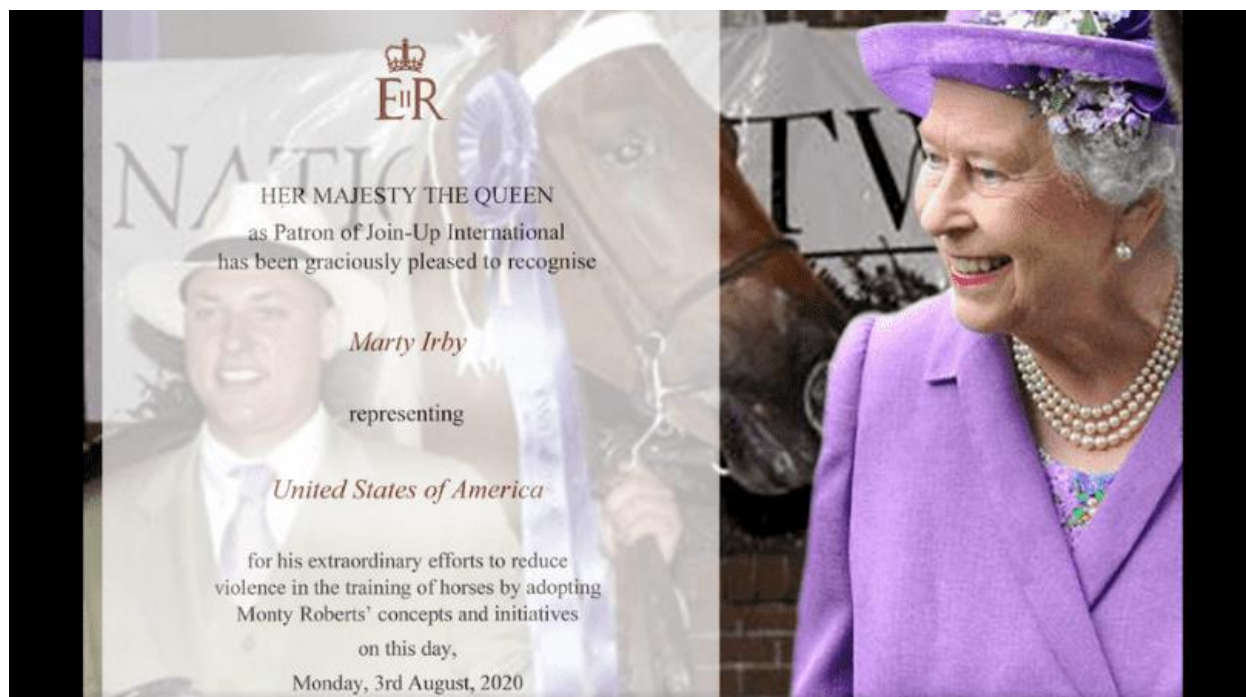 EIIR
HER MAJESTY THE QUEEN
as Patron of Join-Up International
has been graciously pleased to recognise
Marty Irby
representing
United States of America
for his extraordinary efforts to reduce
violence in the training of horses by adopting
Monty Roberts’ concepts and initiatives
on this day,
Monday, 3rd August, 2020